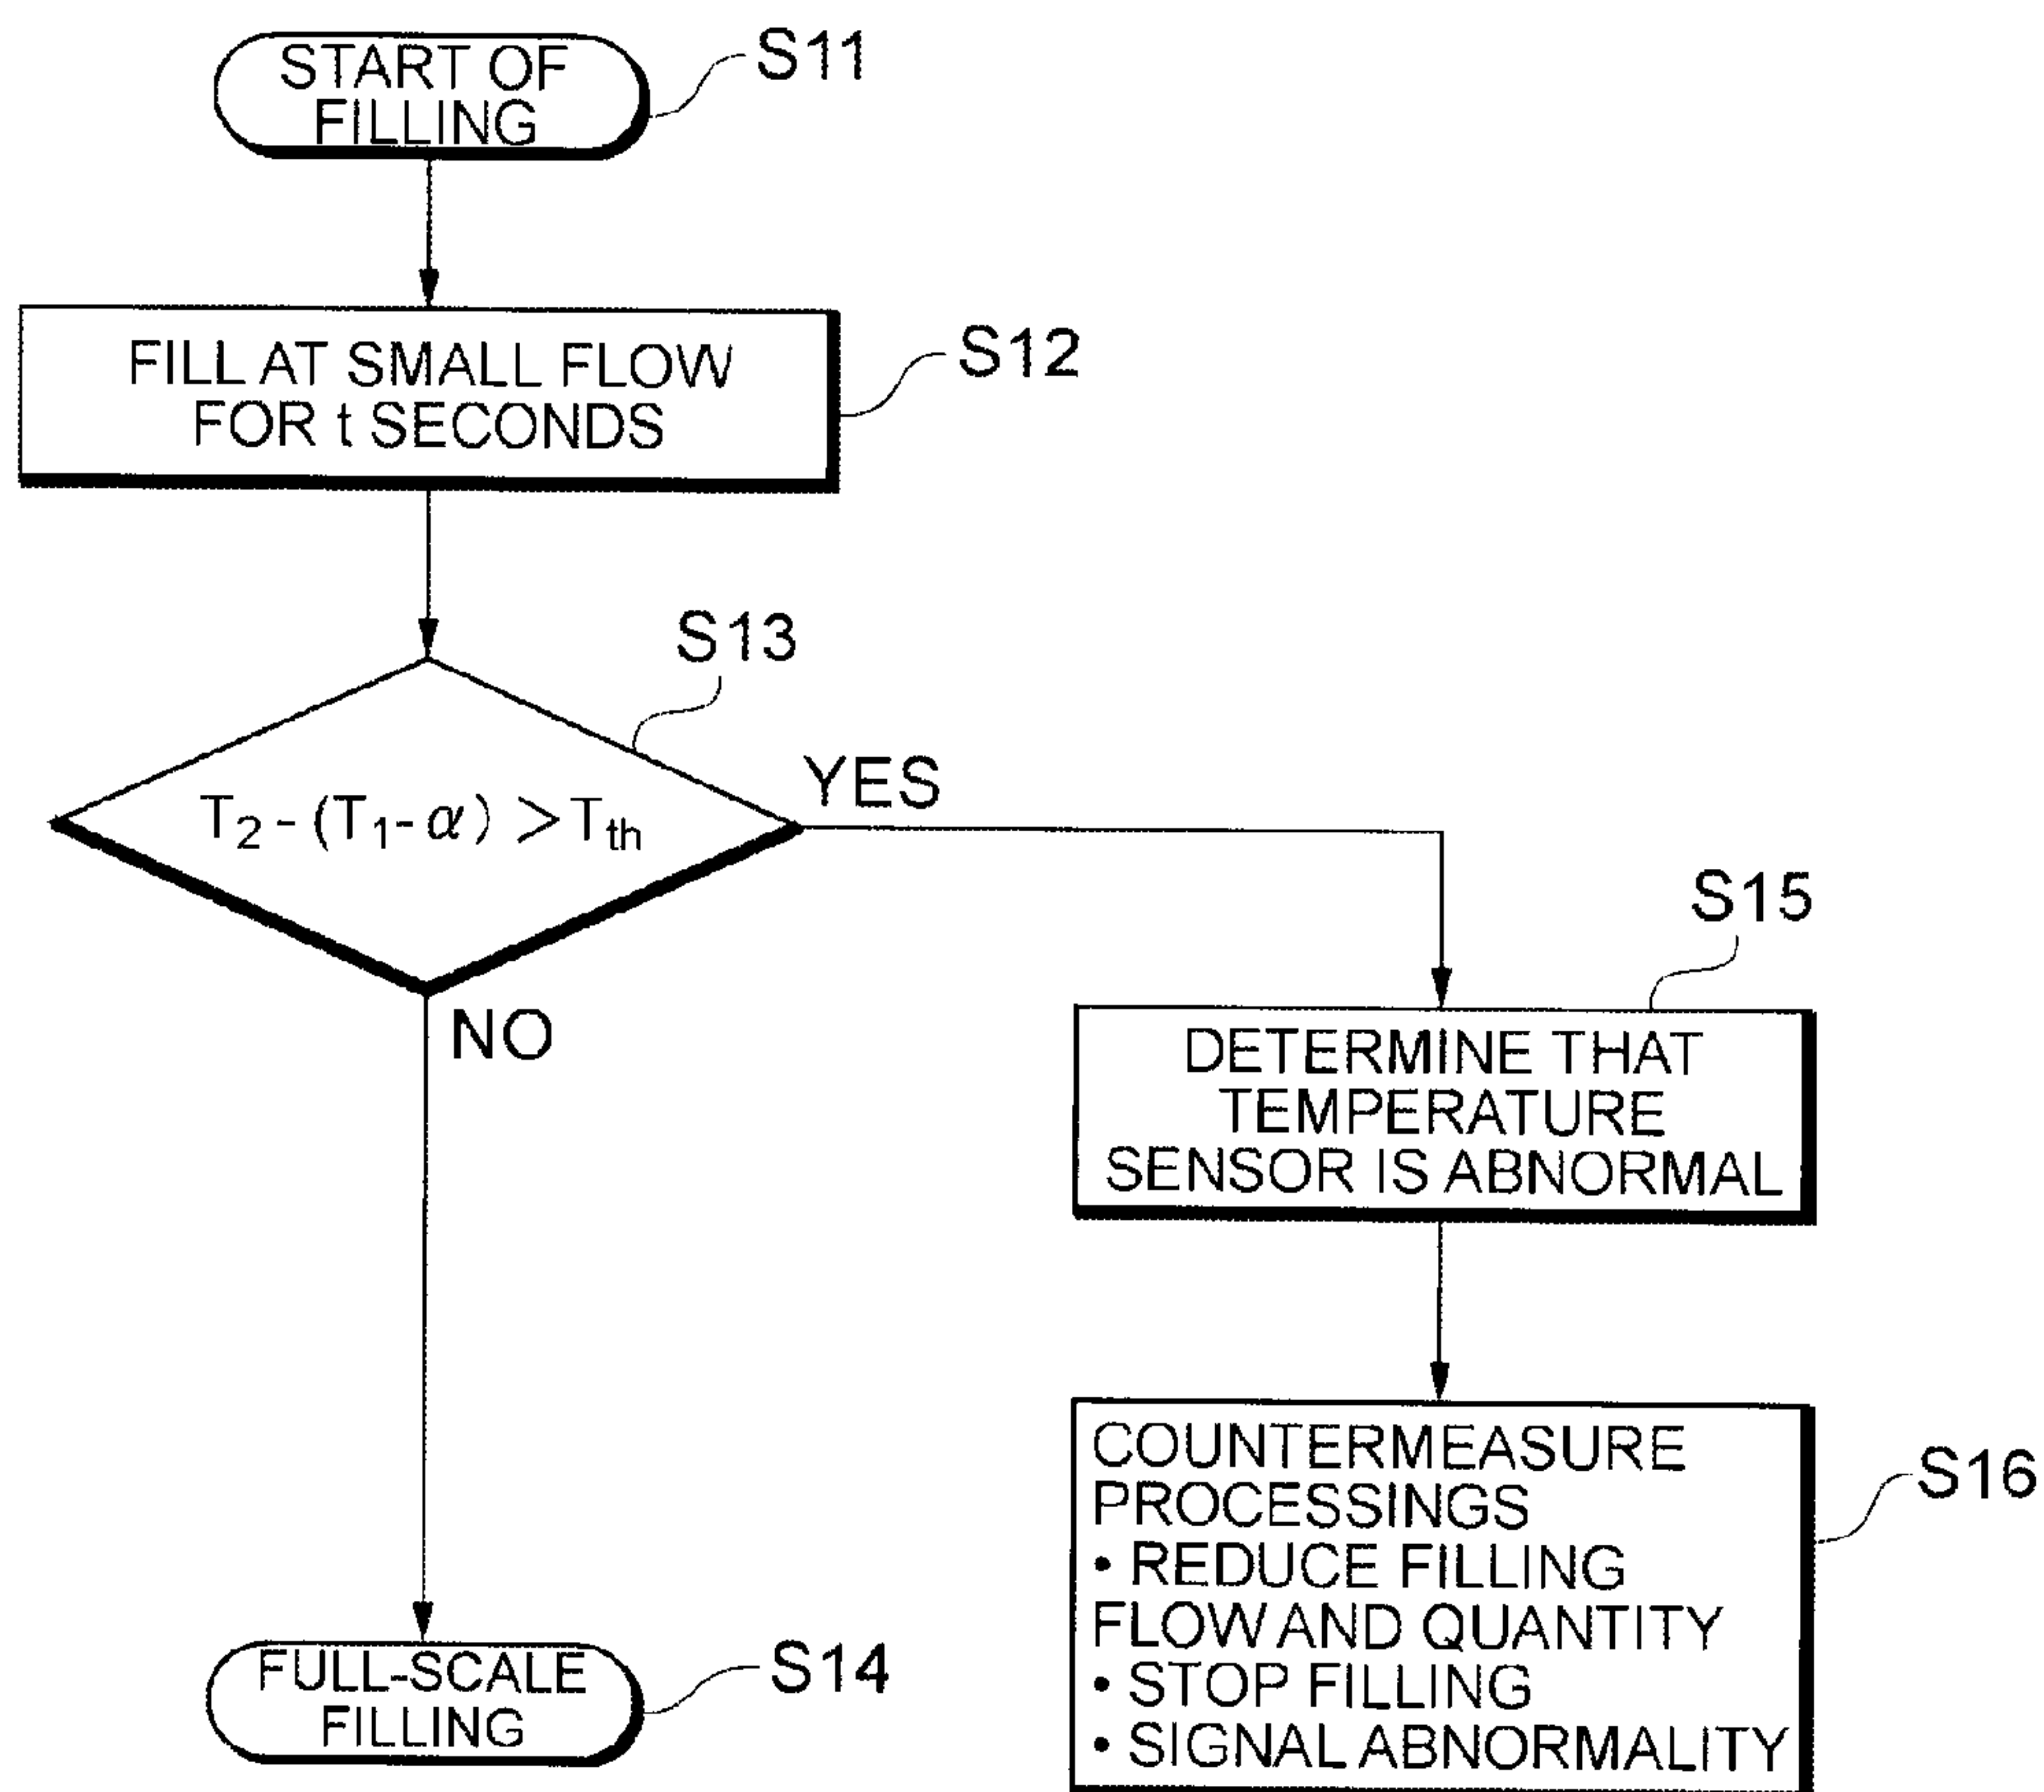 START OF
FILLING
S11
FILL AT SMALL FLOW
FOR t SECONDS
S12
S13
T₂ - (T₁-α) > Tth
YES
NO
S15
DETERMINE THAT
TEMPERATURE
SENSOR IS ABNORMAL
COUNTERMEASURE
PROCESSINGS
• REDUCE FILLING
FLOW AND QUANTITY
• STOP FILLING
• SIGNAL ABNORMALITY
S16
FULL-SCALE
FILLING
S14